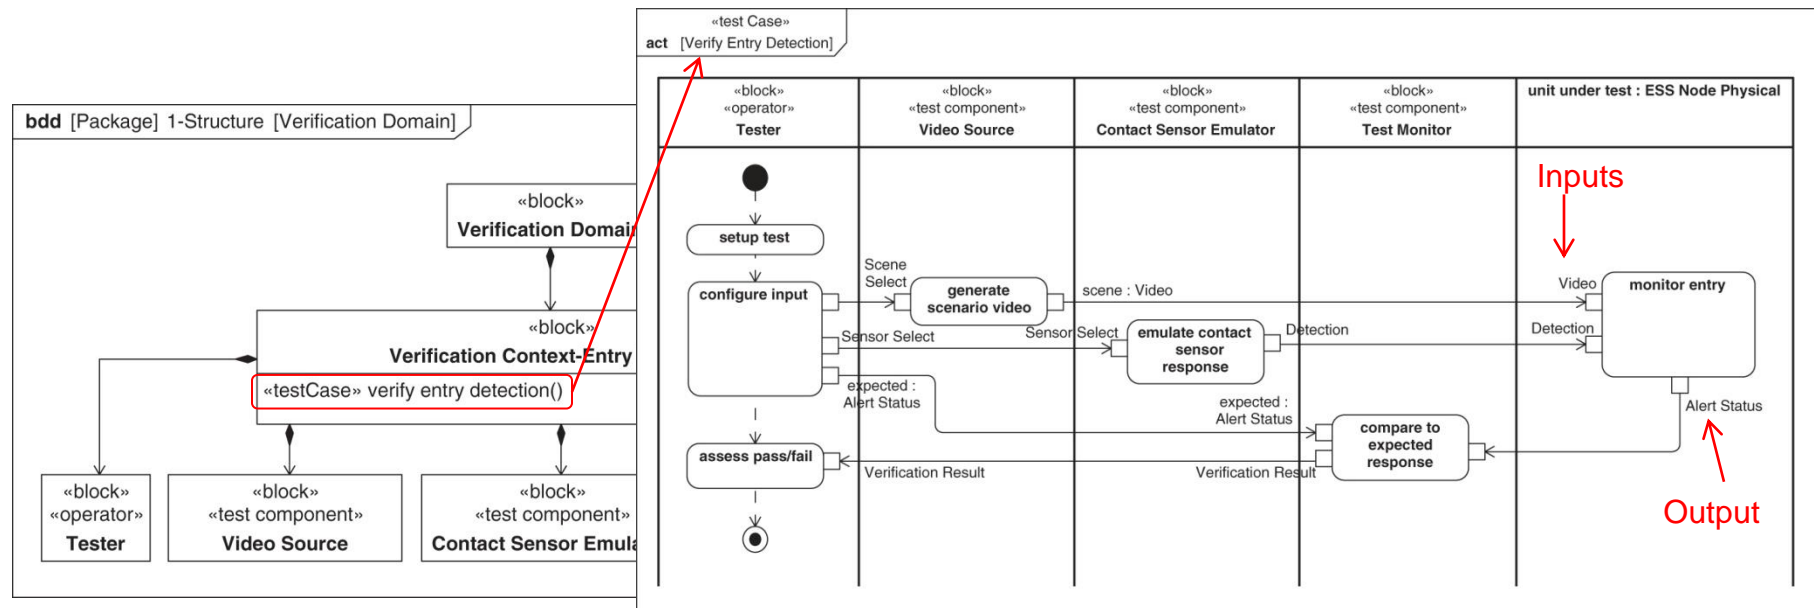 bdd [Package] 1-Structure [Verification Domain]
«block»
Verification Domain
«block»
Verification Context-Entry
«testCase» verify entry detection()
«block»
«operator»
Tester
«block»
«test component»
Video Source
«block»
«test component»
Contact Sensor Emula
«test Case»
act [Verify Entry Detection]
«block»
«operator»
Tester
«block»
«test component»
Video Source
«block»
«test component»
Contact Sensor Emulator
«block»
«test component»
Test Monitor
unit under test : ESS Node Physical
Inputs
setup test
configure input
Scene
Select
generate
scenario video
scene : Video
Video
monitor entry
Sensor Select
Sensor Select
emulate contact
sensor
response
Detection
Detection
expected :
Alert Status
expected :
Alert Status
compare to
expected
response
Alert Status
assess pass/fail
Verification Result
Verification Result
Output